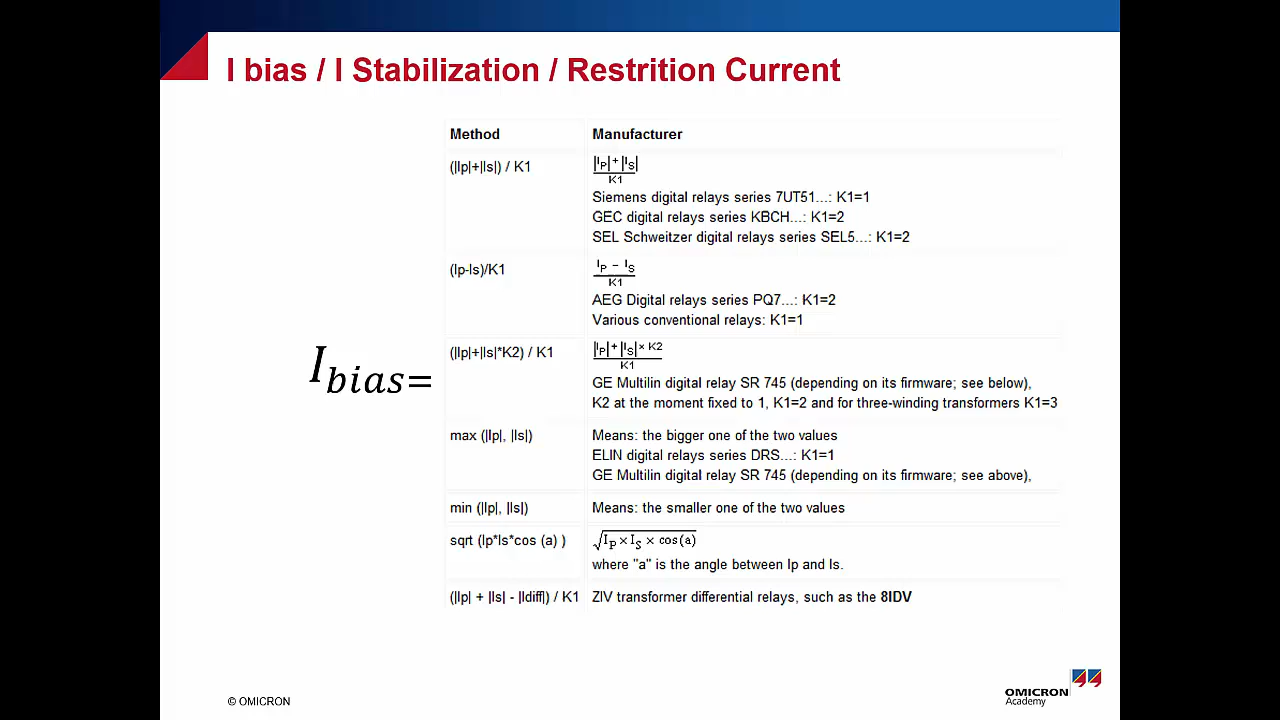 I bias / I Stabilization / Restrition Current
Method Manufacturer
(|Ip|+|Is|) / K1
|IP|+|IS|
K1
Siemens digital relays series 7UT51...: K1=1
GEC digital relays series KBCH...: K1=2
SEL Schweitzer digital relays series SEL5...: K1=2
(Ip-Is)/K1
IP − IS
K1
AEG Digital relays series PQ7...: K1=2
Various conventional relays: K1=1
Ibias=
(|Ip|+|Is|*K2) / K1
|IP|+|IS|× K2
K1
GE Multilin digital relay SR 745 (depending on its firmware; see below),
K2 at the moment fixed to 1, K1=2 and for three-winding transformers K1=3
max (|Ip|, |Is|) Means: the bigger one of the two values
ELIN digital relays series DRS...: K1=1
GE Multilin digital relay SR 745 (depending on its firmware; see above),
min (|Ip|, |Is|) Means: the smaller one of the two values
sqrt (Ip*Is*cos (a) ) √IP × IS × cos(a)
where "a" is the angle between Ip and Is.
(|Ip| + |Is| - |Idiff|) / K1 ZIV transformer differential relays, such as the 8IDV
© OMICRON
OMICRON
Academy